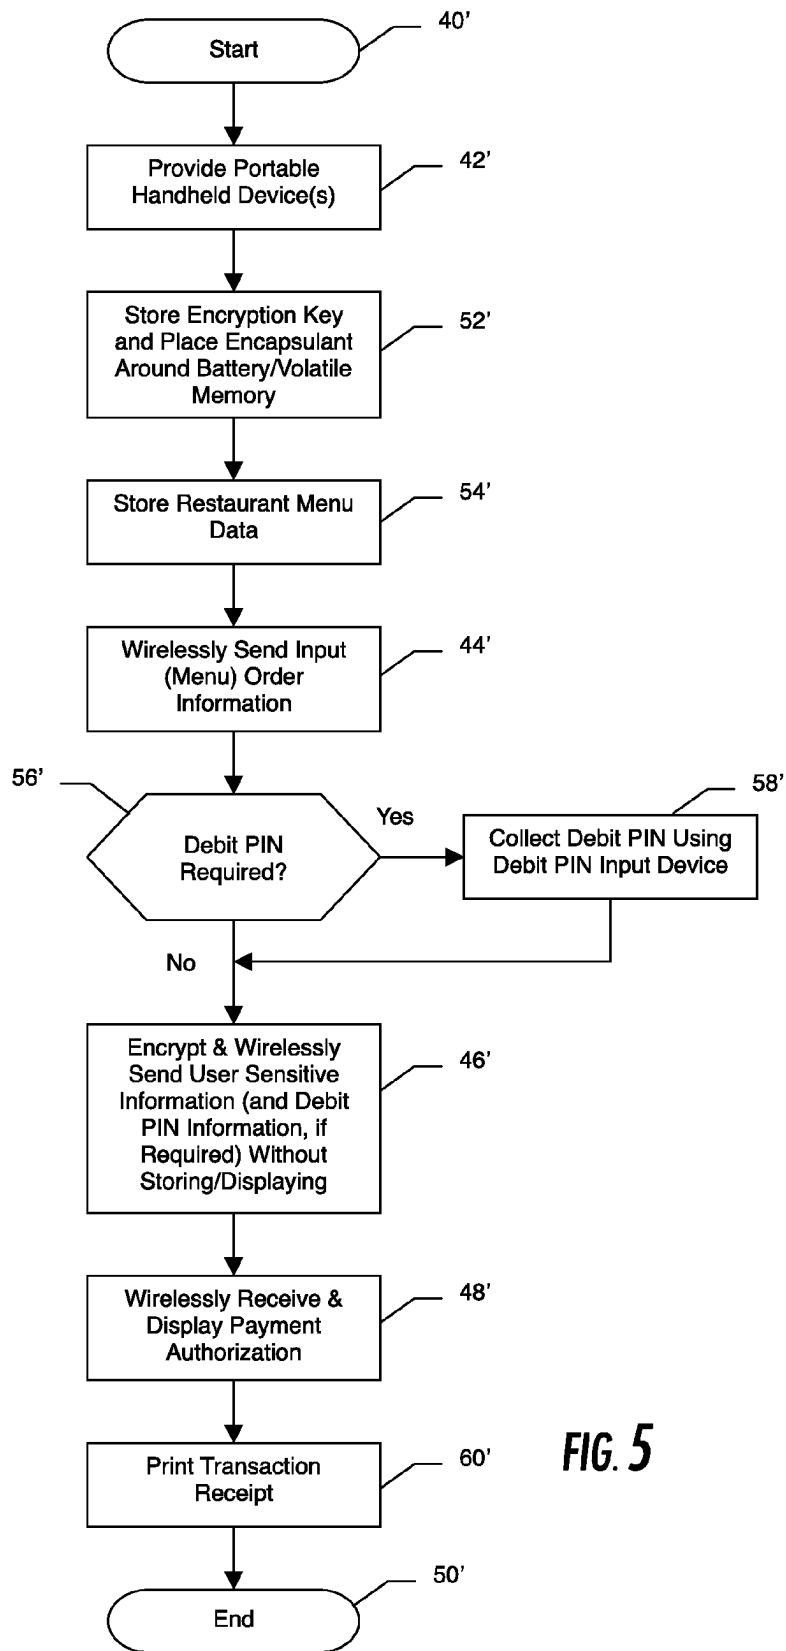 Start
40’
Provide Portable
Handheld Device(s)
42’
Store Encryption Key
and Place Encapsulant
Around Battery/Volatile
Memory
52’
Store Restaurant Menu
Data
54’
Wirelessly Send Input
(Menu) Order
Information
44’
56’
Debit PIN
Required?
Yes
58’
Collect Debit PIN Using
Debit PIN Input Device
No
Encrypt & Wirelessly
Send User Sensitive
Information (and Debit
PIN Information, if
Required) Without
Storing/Displaying
46’
Wirelessly Receive &
Display Payment
Authorization
48’
Print Transaction
Receipt
60’
FIG. 5
End
50’